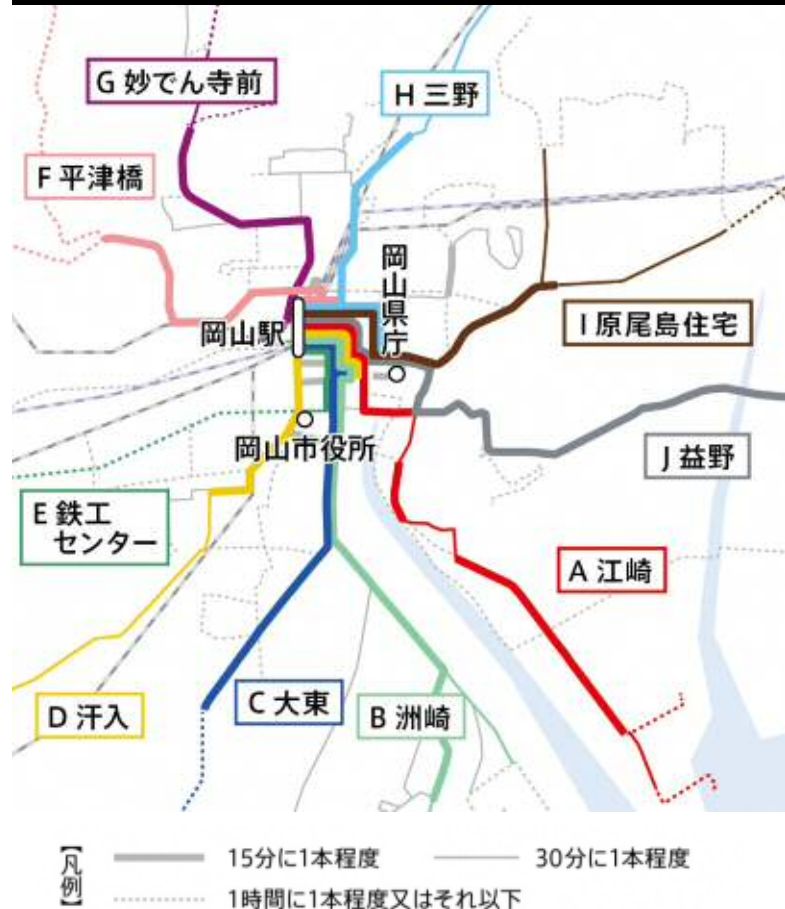 G 妙でん寺前
H 三野
F 平津橋
岡山県庁
岡山駅
I 原尾島住宅
岡山市役所
J 益野
E 鉄工
センター
A 江崎
D 汗入
C 大東
B 洲崎
【凡例】
15分に1本程度
30分に1本程度
1時間に1本程度又はそれ以下